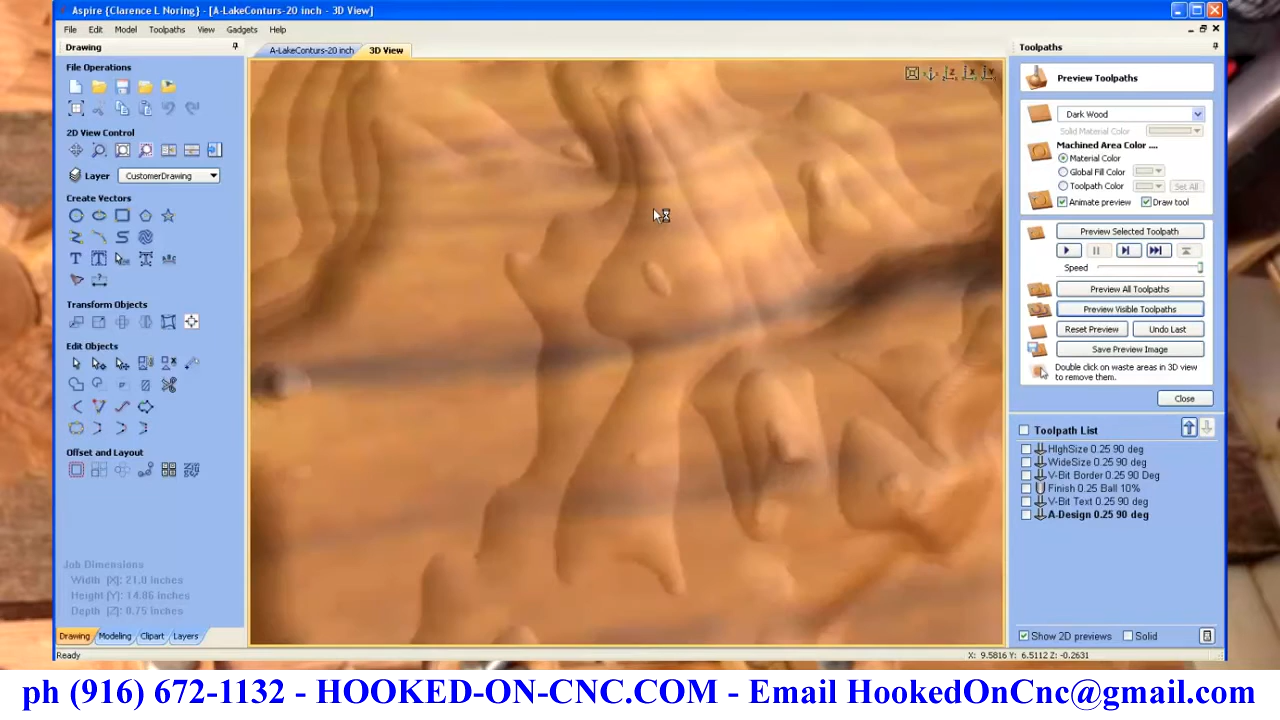 Aspire {Clarence L Noring} - [A-LakeConturs-20 inch - 3D View]
File Edit Model Toolpaths View Gadgets Help
Drawing
File Operations
2D View Control
Layer CustomerDrawing
Create Vectors
Transform Objects
Edit Objects
Offset and Layout
Job Dimensions
Width [X]: 21.0 inches
Height [Y]: 14.86 inches
Depth [Z]: 0.75 inches
Drawing Modeling Clipart Layers
Ready
A-LakeConturs-20 inch 3D View
Toolpaths
Preview Toolpaths
Dark Wood
Solid Material Color
Machined Area Color ....
Material Color
Global Fill Color
Toolpath Color Set All
Animate preview Draw tool
Preview Selected Toolpath
Speed
Preview All Toolpaths
Preview Visible Toolpaths
Reset Preview Undo Last
Save Preview Image
Double click on waste areas in 3D view
to remove them.
Close
Toolpath List
HIghSize 0.25 90 deg
WideSize 0.25 90 deg
V-Bit Border 0.25 90 Deg
Finish 0.25 Ball 10%
V-Bit Text 0.25 90 deg
A-Design 0.25 90 deg
Show 2D previews Solid
X: 9.5816 Y: 6.5112 Z: -0.2631
ph (916) 672-1132 - HOOKED-ON-CNC.COM - Email HookedOnCnc@gmail.com